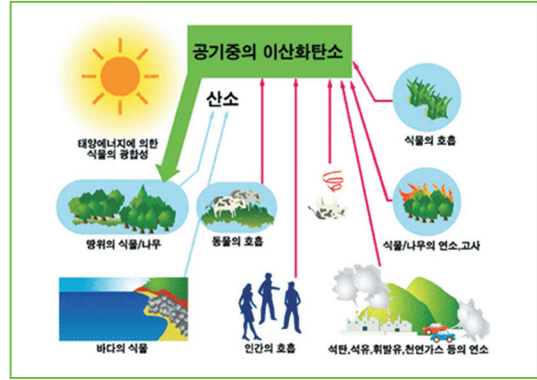 공기중의 이산화탄소
산소
태양에너지에 의한
식물의 광합성
식물의 호흡
땅위의 식물/나무
동물의 호흡
식물/나무의 연소,고사
바다의 식물
인간의 호흡
석탄,석유,휘발유,천연가스 등의 연소